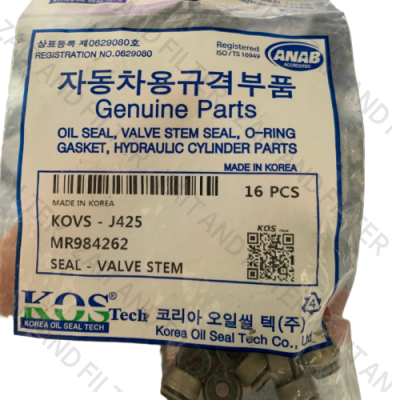 상표등록 제0629080호
REGISTRATION NO.0629080
Registered
ISO/TS 16949
ANAB
ACCREDITED
자동차용규격부품
Genuine Parts
OIL SEAL, VALVE STEM SEAL, O-RING
GASKET, HYDRAULIC CYLINDER PARTS
MADE IN KOREA
MADE IN KOREA
16 PCS
KOVS - J425
MR984262
SEAL - VALVE STEM
KOS
KOS® Tech 코리아 오일씰 텍(주)
KOREA OIL SEAL TECH
Korea Oil Seal Tech Co., Ltd